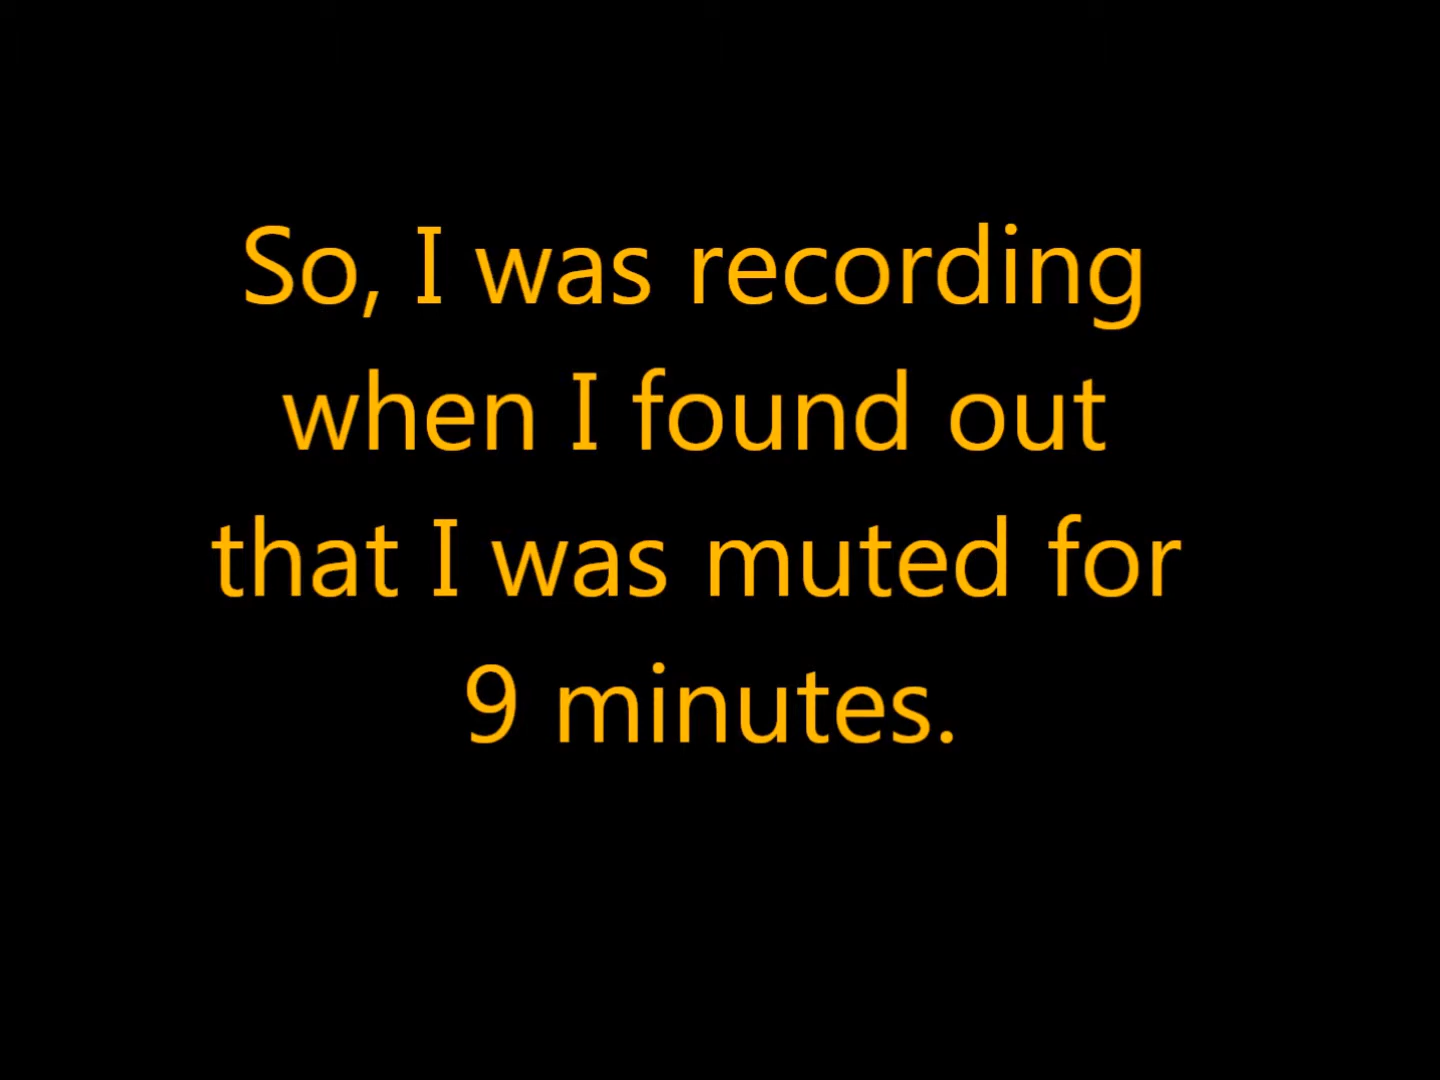 So, I was recording
when I found out
that I was muted for
9 minutes.